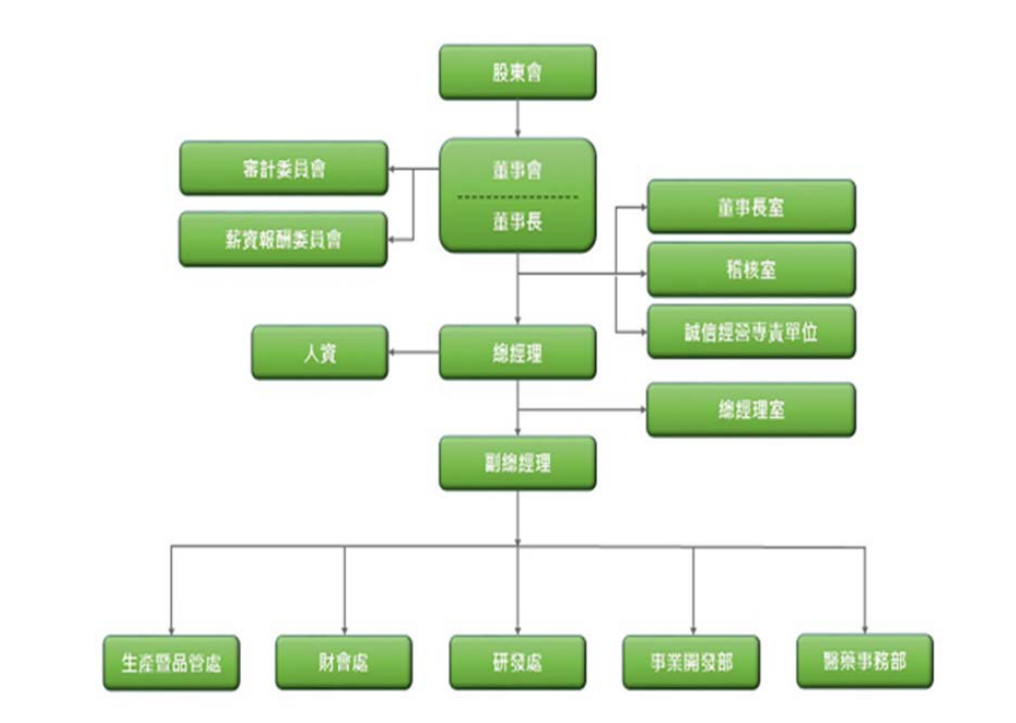 股東會
董事會
董事長
審計委員會
薪資報酬委員會
董事長室
稽核室
誠信經營專責單位
人資
總經理
總經理室
副總經理
生產暨品管處
財會處
研發處
事業開發部
醫藥事務部